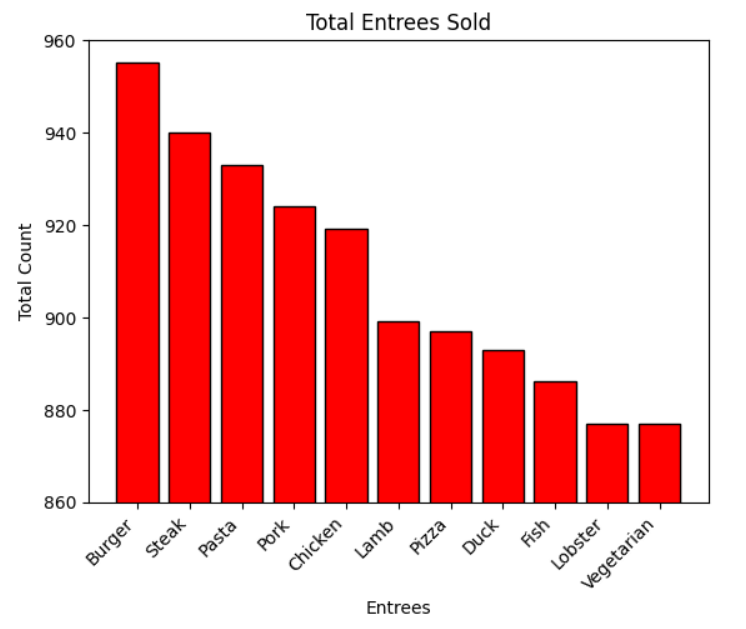 Total Entrees Sold
960
940
920
900
880
860
Total Count
Burger
Steak
Pasta
Pork
Chicken
Lamb
Pizza
Duck
Fish
Lobster
Vegetarian
Entrees